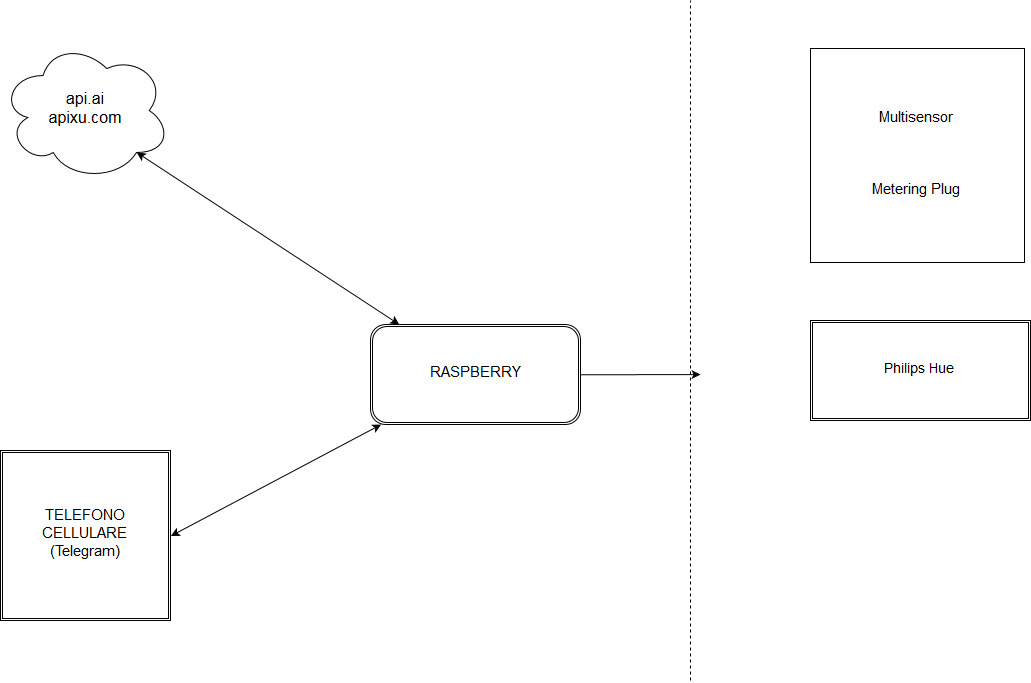 api.ai
apixu.com
Multisensor
Metering Plug
RASPBERRY
Philips Hue
TELEFONO
CELLULARE
(Telegram)